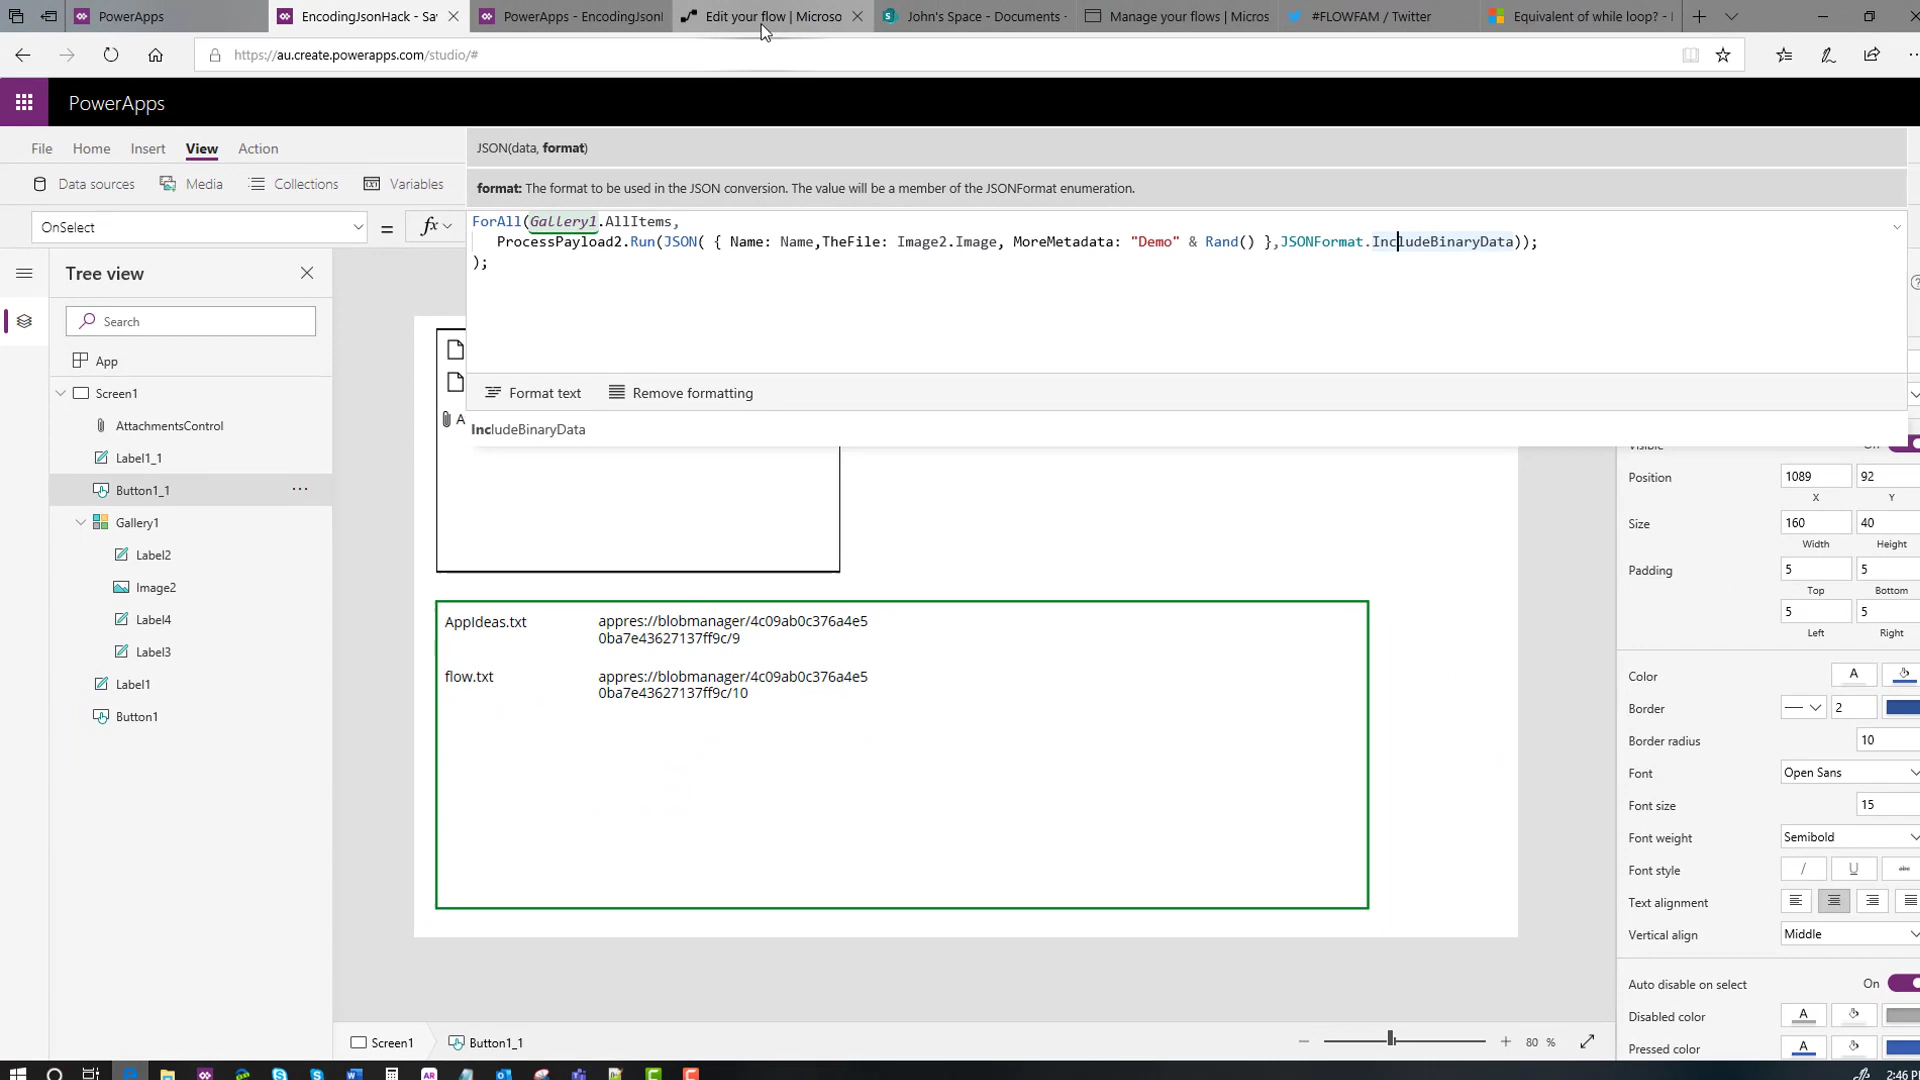 PowerApps
EncodingJsonHack - Sav
PowerApps - EncodingJsonH
Edit your flow | Microso
John's Space - Documents -
Manage your flows | Micros
#FLOWFAM / Twitter
Equivalent of while loop? -
https://au.create.powerapps.com/studio/#
PowerApps
File
Home
Insert
View
Action
JSON(data, format)
Data sources
Media
Collections
Variables
format: The format to be used in the JSON conversion. The value will be a member of the JSONFormat enumeration.
OnSelect
=
fx
ForAll(Gallery1.AllItems,
ProcessPayload2.Run(JSON( { Name: Name,TheFile: Image2.Image, MoreMetadata: "Demo" & Rand() },JSONFormat.IncludeBinaryData));
);
Tree view
Search
App
Format text
Remove formatting
Screen1
A
IncludeBinaryData
AttachmentsControl
Label1_1
Button1_1
Gallery1
Label2
Image2
Label4
Label3
Label1
Button1
AppIdeas.txt
appres://blobmanager/4c09ab0c376a4e5
0ba7e43627137ff9c/9
flow.txt
appres://blobmanager/4c09ab0c376a4e5
0ba7e43627137ff9c/10
Visible
On
Position
1089
92
X
Y
Size
160
40
Width
Height
Padding
5
5
Top
Bottom
5
5
Left
Right
Color
A
Border
2
Border radius
10
Font
Open Sans
Font size
15
Font weight
Semibold
Font style
/
U
abc
Text alignment
Vertical align
Middle
Auto disable on select
On
Disabled color
A
Pressed color
A
Screen1
Button1_1
80 %
2:46 P